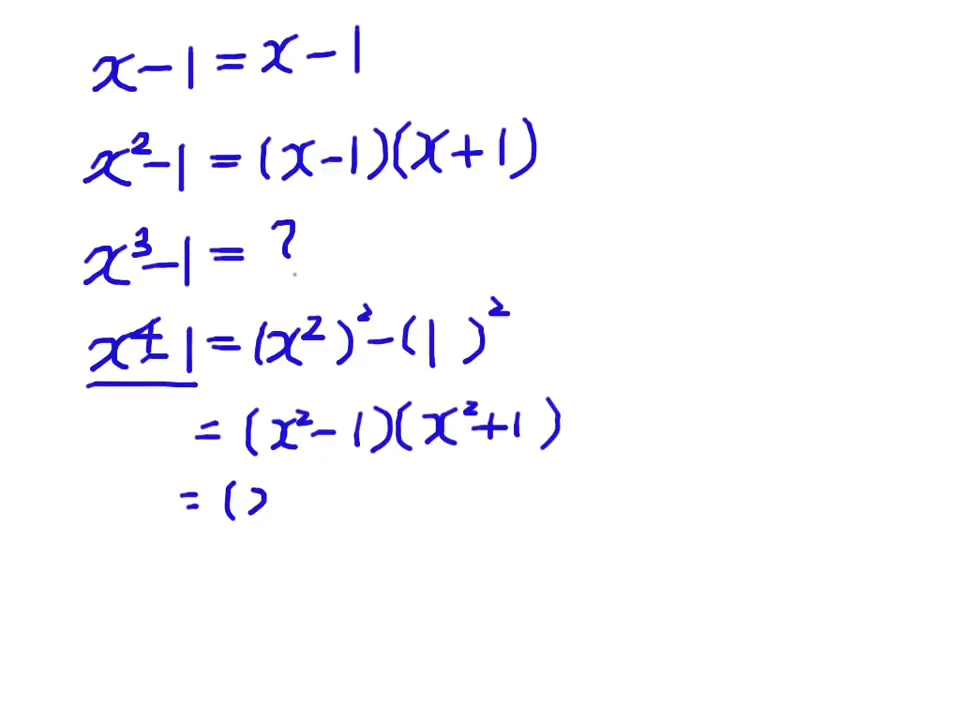 x-1 = x-1
x²-1 = (x-1)(x+1)
x³-1 = ?
x⁴-1 = (x²)²-(1)²
= (x²-1)(x²+1)
= (